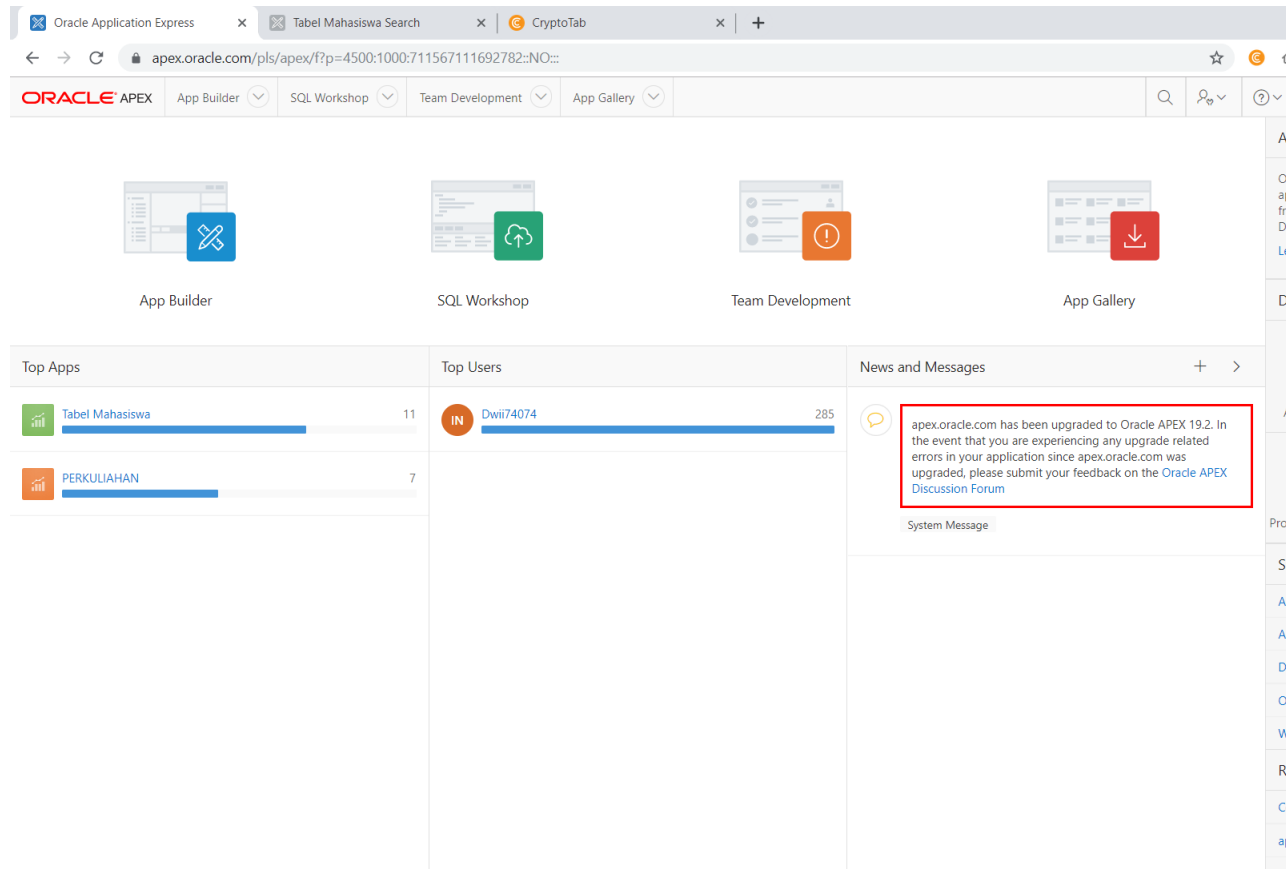 Oracle Application Express
Tabel Mahasiswa Search
CryptoTab
apex.oracle.com/pls/apex/f?p=4500:1000:711567111692782::NO:::
ORACLE APEX
App Builder
SQL Workshop
Team Development
App Gallery
App Builder
SQL Workshop
Team Development
App Gallery
Top Apps
Tabel Mahasiswa 11
PERKULIAHAN 7
Top Users
IN Dwii74074 285
News and Messages
apex.oracle.com has been upgraded to Oracle APEX 19.2. In
the event that you are experiencing any upgrade related
errors in your application since apex.oracle.com was
upgraded, please submit your feedback on the Oracle APEX
Discussion Forum
System Message